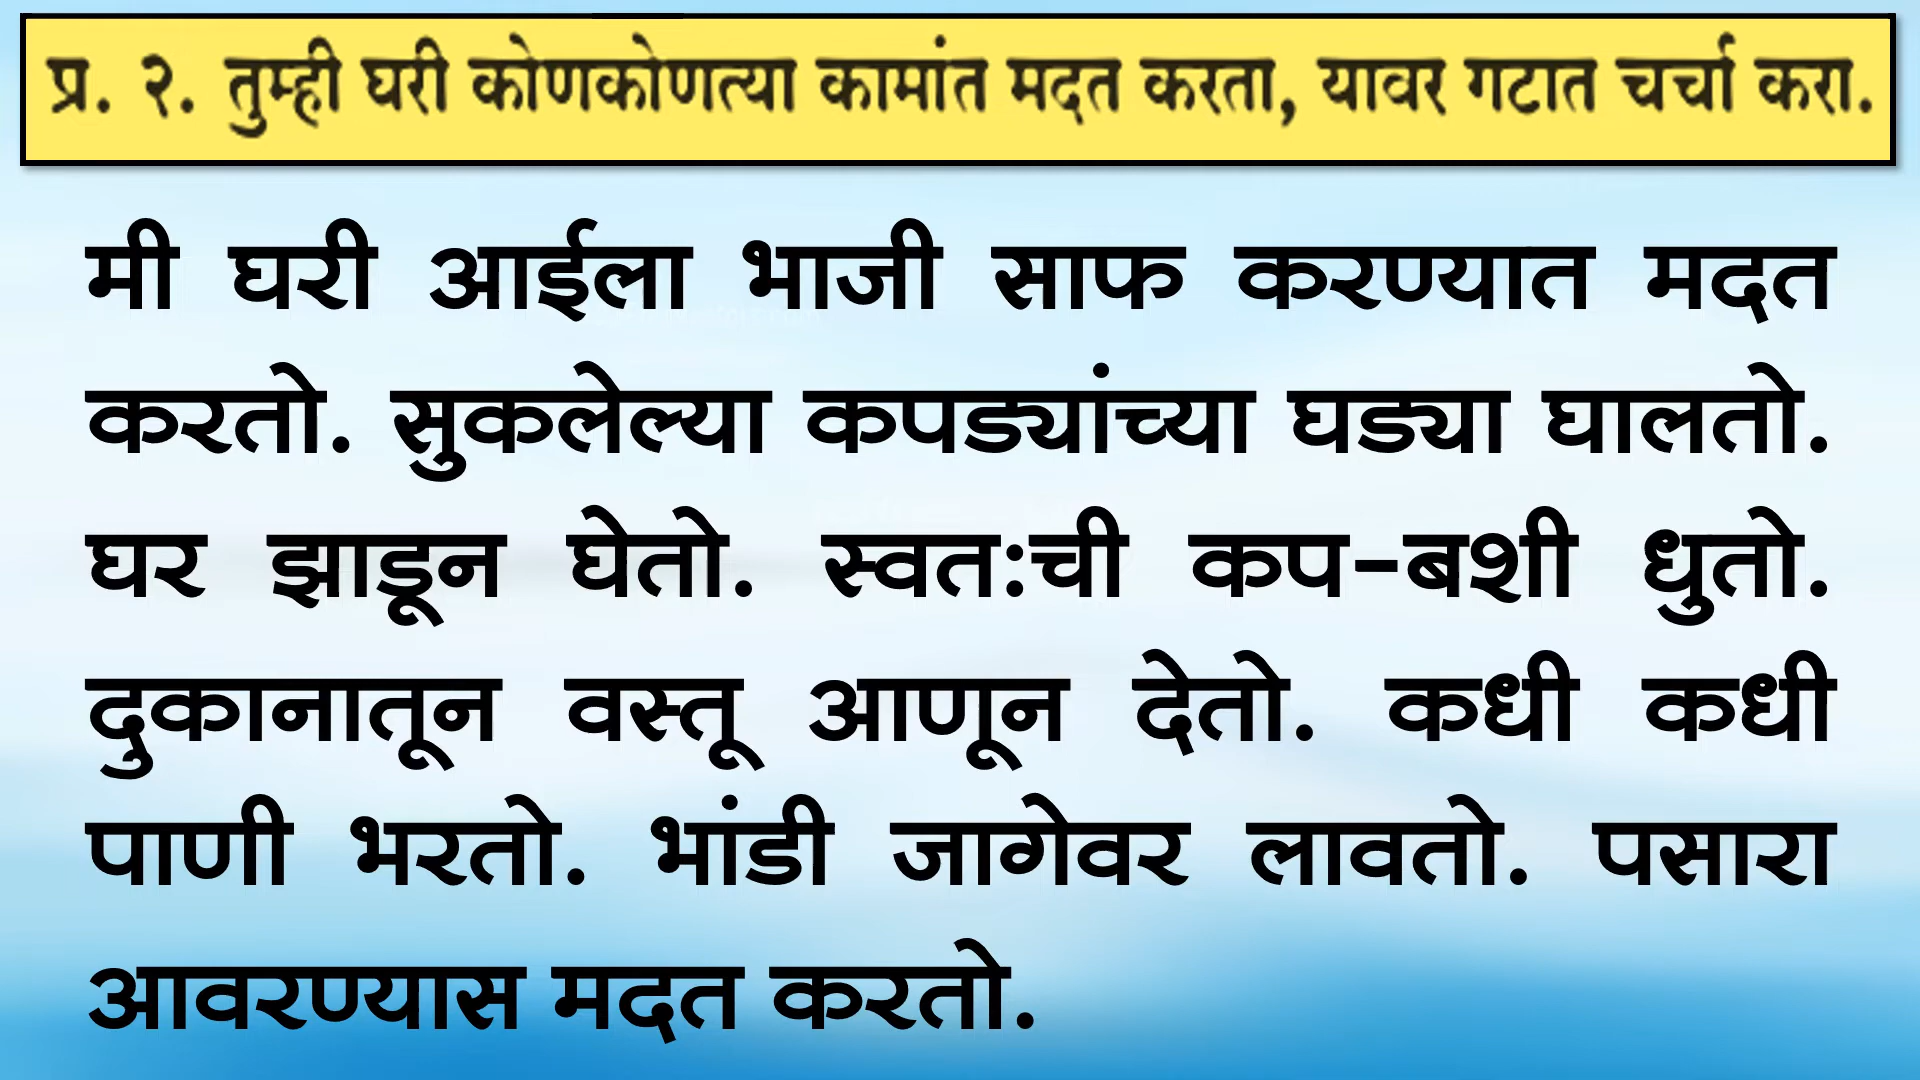 प्र. २. तुम्ही घरी कोणकोणत्या कामांत मदत करता, यावर गटात चर्चा करा.
मी घरी आईला भाजी साफ करण्यात मदत
करतो. सुकलेल्या कपड्यांच्या घड्या घालतो.
घर झाडून घेतो. स्वत:ची कप-बशी धुतो.
दुकानातून वस्तू आणून देतो. कधी कधी
पाणी भरतो. भांडी जागेवर लावतो. पसारा
आवरण्यास मदत करतो.